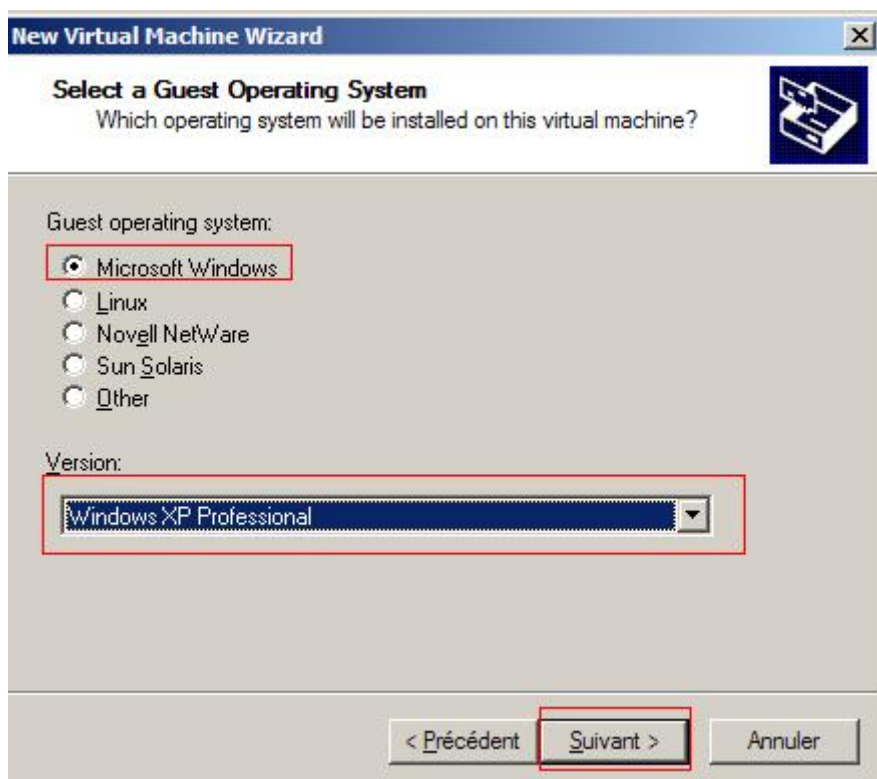 New Virtual Machine Wizard
Select a Guest Operating System
Which operating system will be installed on this virtual machine?
Guest operating system:
Microsoft Windows
Linux
Novell NetWare
Sun Solaris
Other
Version:
Windows XP Professional
< Précédent Suivant > Annuler